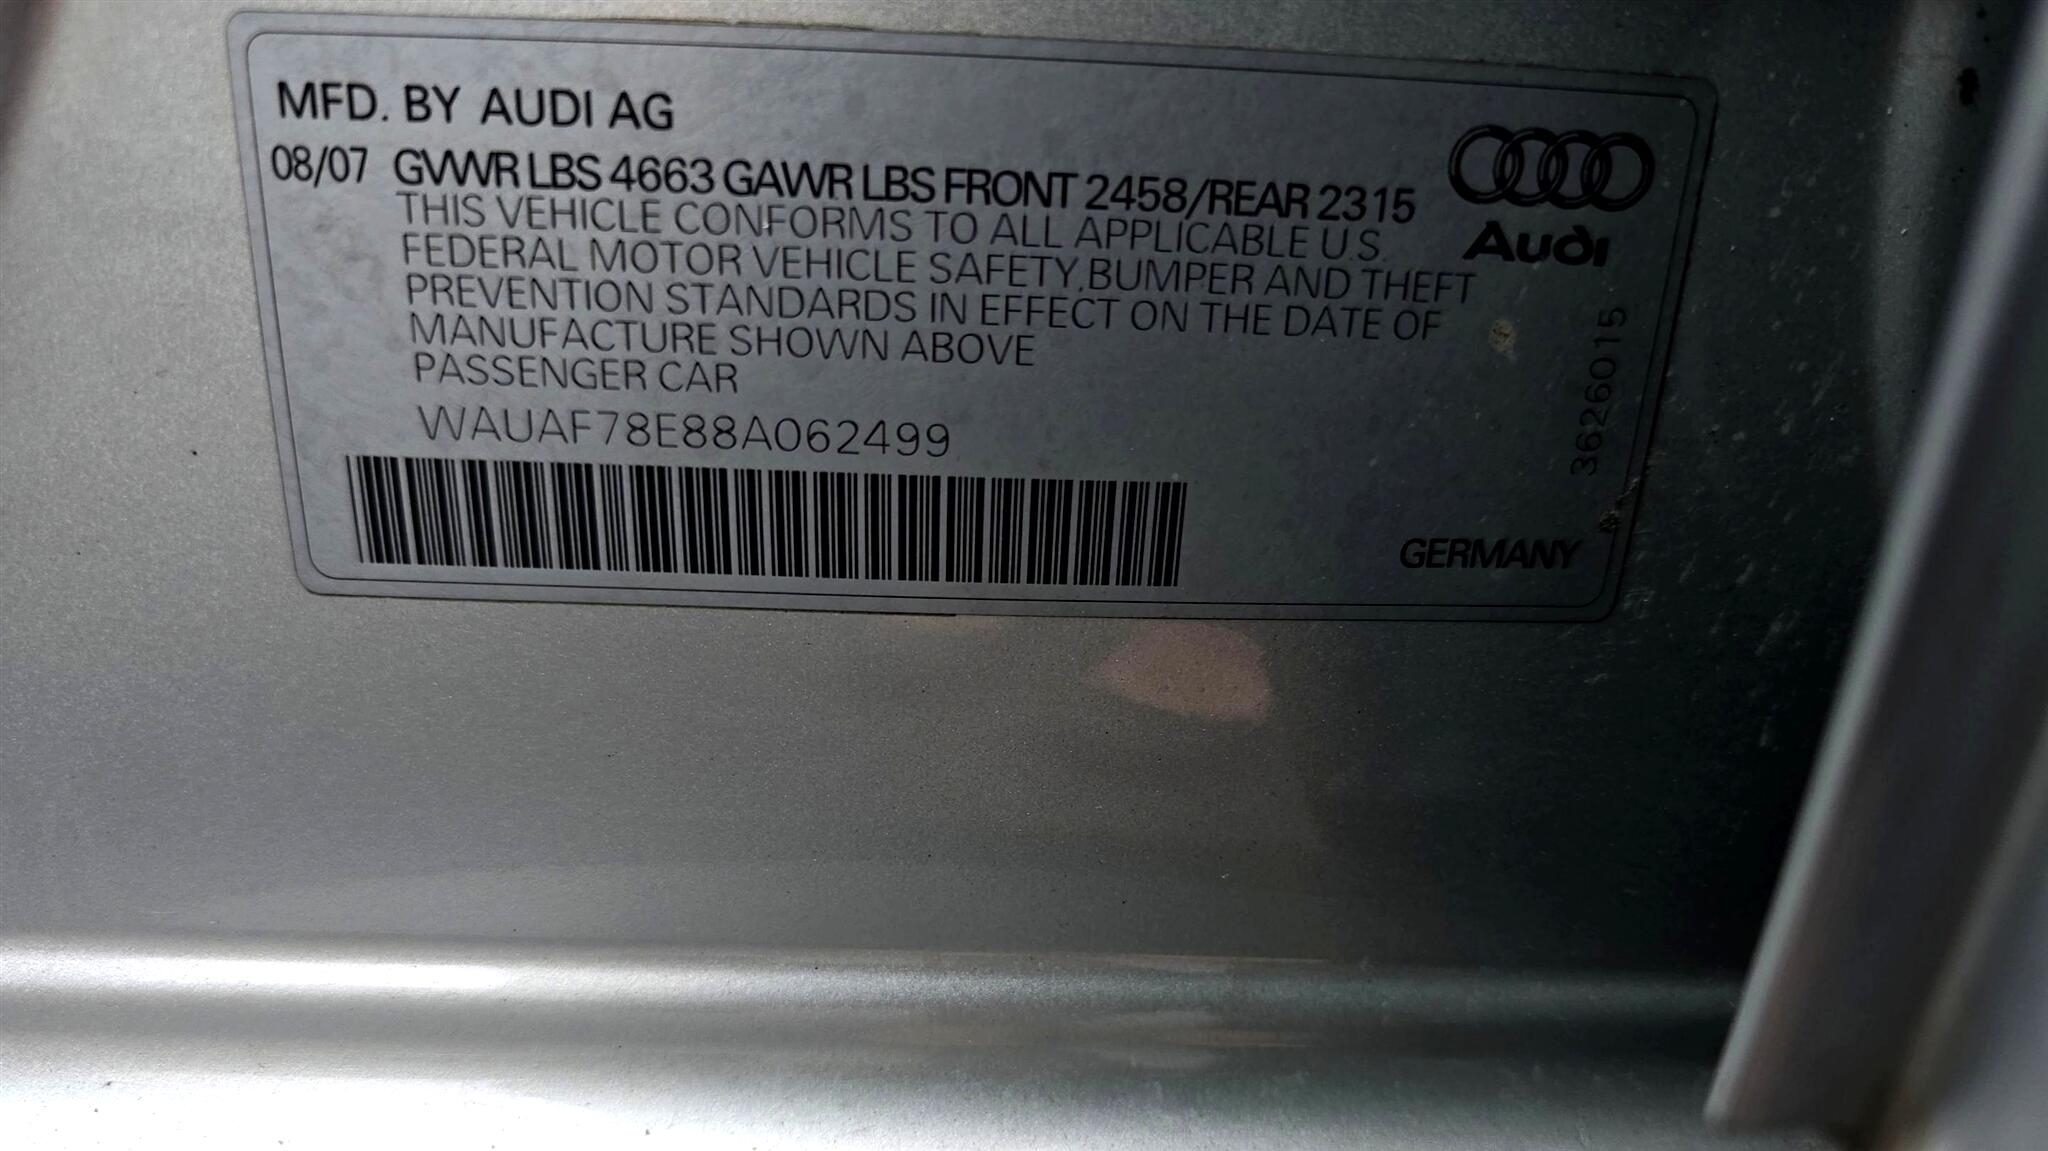 MFD. BY AUDI AG
08/07 GVWR LBS 4663 GAWR LBS FRONT 2458/REAR 2315
THIS VEHICLE CONFORMS TO ALL APPLICABLE U.S.
FEDERAL MOTOR VEHICLE SAFETY, BUMPER AND THEFT
PREVENTION STANDARDS IN EFFECT ON THE DATE OF
MANUFACTURE SHOWN ABOVE
PASSENGER CAR
WAUAF78E88A062499
Audi
3626015
GERMANY